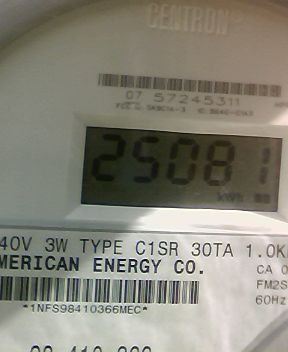 CENTRON
07 57245311
25081
kWh
40V 3W TYPE C1SR 30TA 1.0K
MERICAN ENERGY CO.
CA 0
FM2S
60Hz
*1NFS98410366MEC*